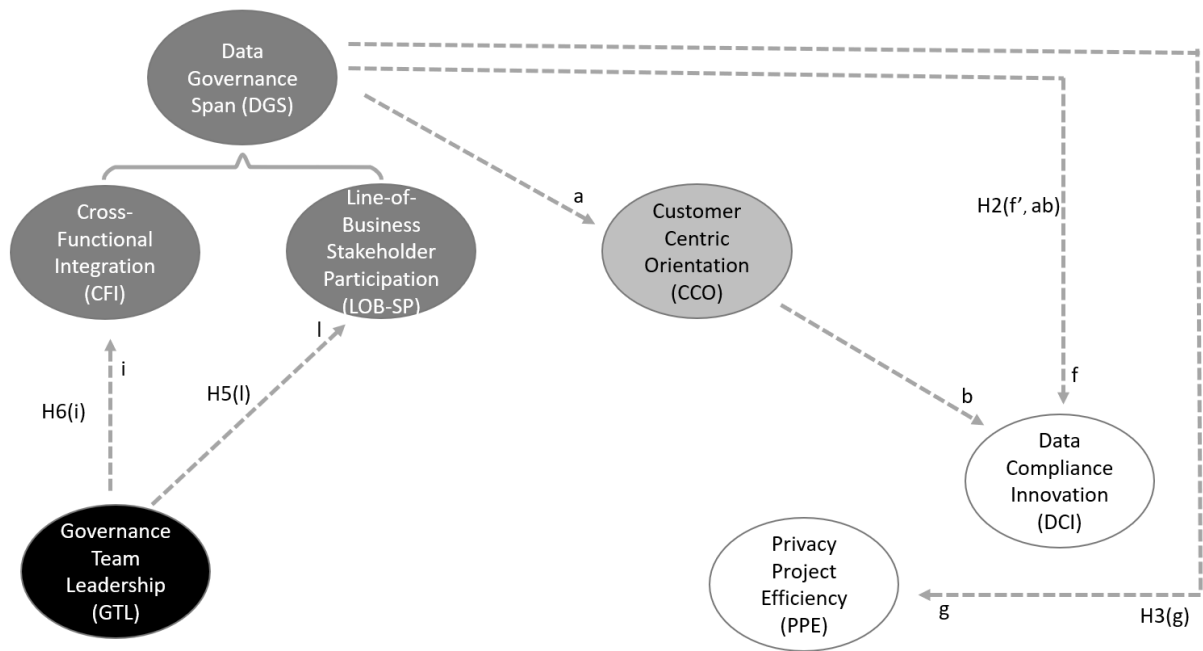 Data
Governance
Span (DGS)
Cross-
Functional
Integration
(CFI)
Line-of-
Business
Stakeholder
Participation
(LOB-SP)
a
Customer
Centric
Orientation
(CCO)
H2(f’, ab)
l
i
H5(l)
H6(i)
b
f
Data
Compliance
Innovation
(DCI)
Governance
Team
Leadership
(GTL)
Privacy
Project
Efficiency
(PPE)
g
H3(g)